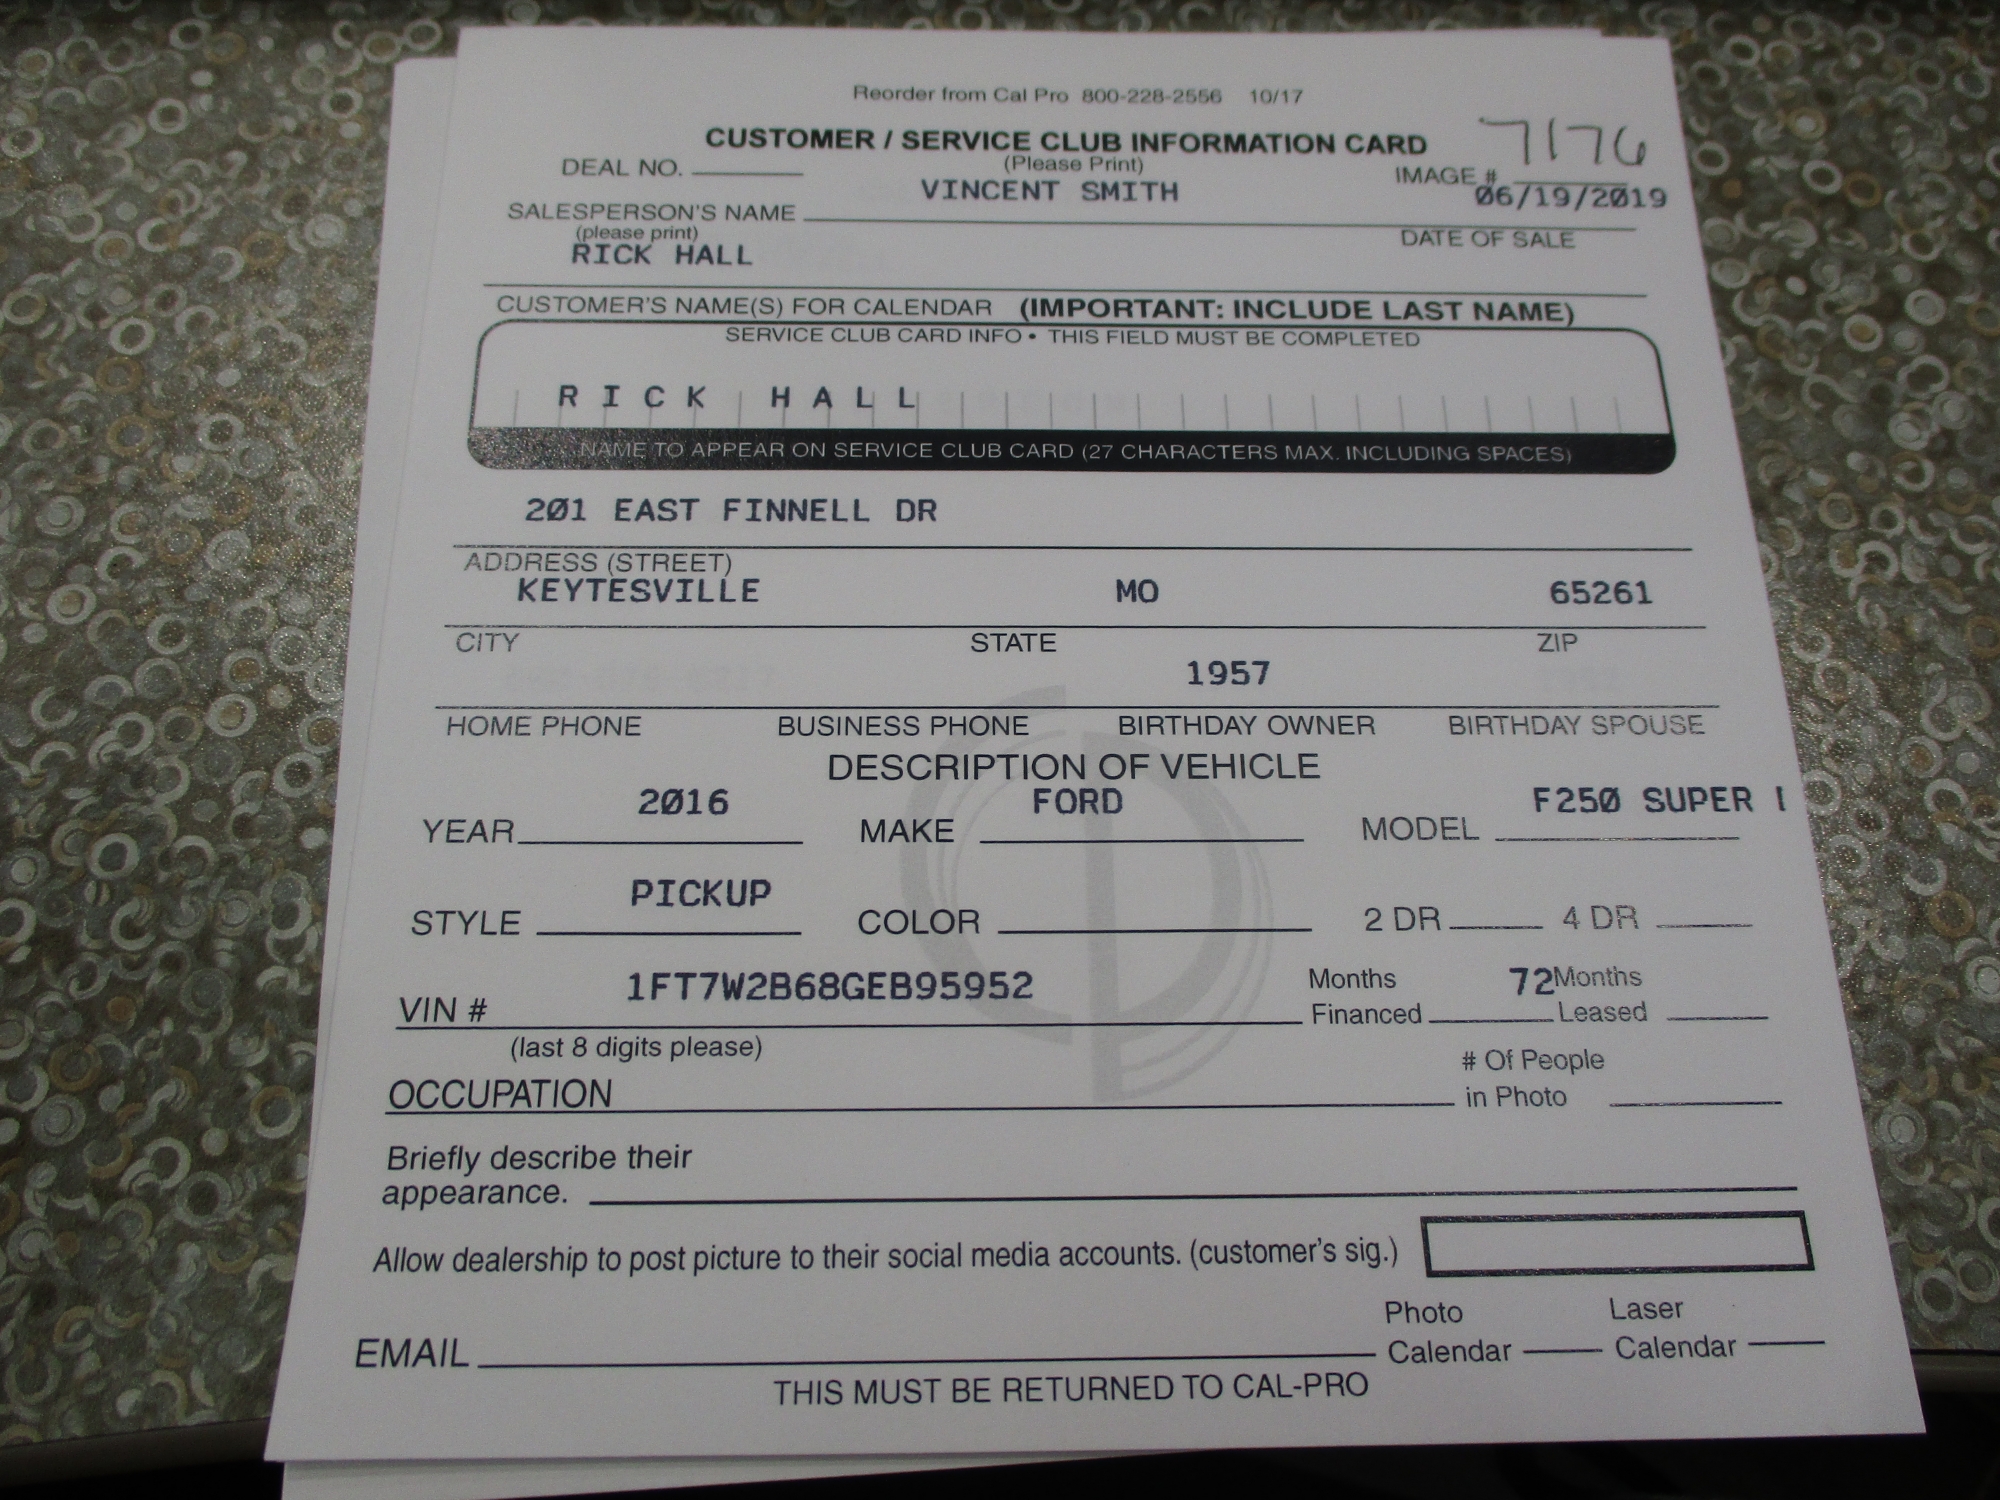 Reorder from Cal Pro 800-228-2556 10/17
CUSTOMER / SERVICE CLUB INFORMATION CARD
7176
DEAL NO. (Please Print) IMAGE #
VINCENT SMITH 06/19/2019
SALESPERSON'S NAME DATE OF SALE
(please print)
RICK HALL
CUSTOMER'S NAME(S) FOR CALENDAR (IMPORTANT: INCLUDE LAST NAME)
SERVICE CLUB CARD INFO • THIS FIELD MUST BE COMPLETED
RICK HALL
NAME TO APPEAR ON SERVICE CLUB CARD (27 CHARACTERS MAX. INCLUDING SPACES)
201 EAST FINNELL DR
ADDRESS (STREET)
KEYTESVILLE MO 65261
CITY STATE ZIP
1957
HOME PHONE BUSINESS PHONE BIRTHDAY OWNER BIRTHDAY SPOUSE
DESCRIPTION OF VEHICLE
2016 FORD F250 SUPER
YEAR MAKE MODEL
PICKUP
STYLE COLOR 2 DR 4 DR
1FT7W2B68GEB95952 Months 72 Months
VIN # Financed Leased
(last 8 digits please)
# Of People
OCCUPATION in Photo
Briefly describe their
appearance.
Allow dealership to post picture to their social media accounts. (customer's sig.)
Photo Laser
EMAIL Calendar Calendar
THIS MUST BE RETURNED TO CAL-PRO